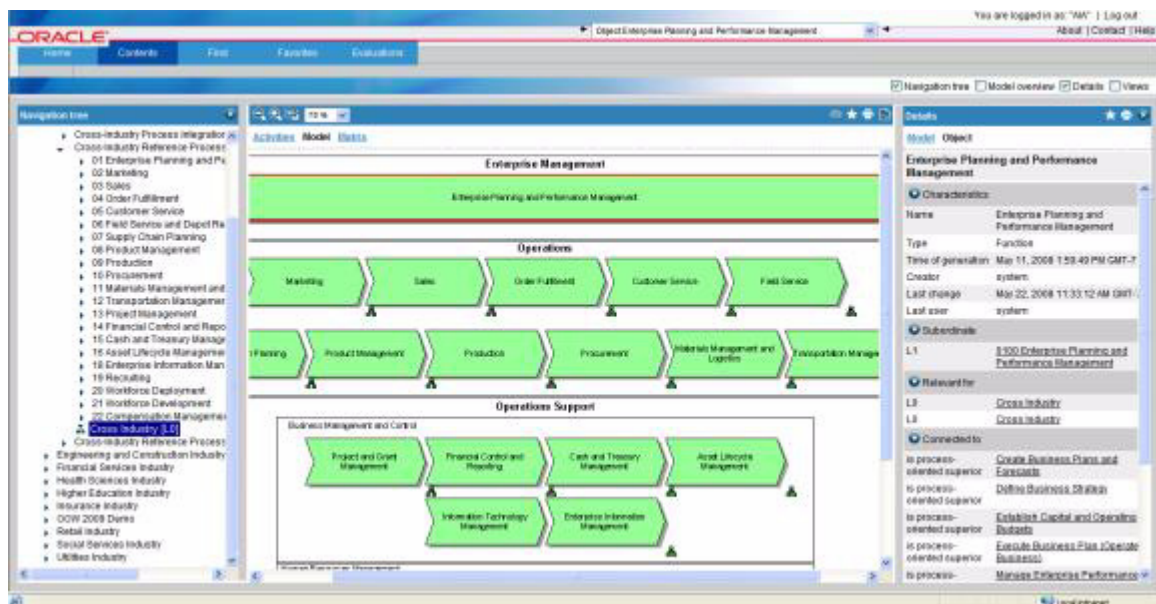 You are logged in as: "AIA" | Log out
ORACLE
Object Enterprise Planning and Performance Management
About | Contact | Help
Home Contents Find Favorites Evaluations
Navigation tree Model overview Details Views
Navigation tree
Cross-Industry Process Integration
Cross-Industry Reference Process
01 Enterprise Planning and Pe
02 Marketing
03 Sales
04 Order Fulfillment
05 Customer Service
06 Field Service and Depot Re
07 Supply Chain Planning
08 Product Management
09 Production
10 Procurement
11 Materials Management and
12 Transportation Managemen
13 Project Management
14 Financial Control and Repo
15 Cash and Treasury Manage
16 Asset Lifecycle Managemen
18 Enterprise Information Man
19 Recruiting
20 Workforce Deployment
21 Workforce Development
22 Compensation Managemen
Cross Industry [L0]
Cross-Industry Reference Process
Engineering and Construction Industry
Financial Services Industry
Health Sciences Industry
Higher Education Industry
Insurance Industry
OOW 2008 Demo
Retail Industry
Social Services Industry
Utilities Industry
Activities Model Matrix
Enterprise Management
Enterprise Planning and Performance Management
Operations
Marketing
Sales
Order Fulfillment
Customer Service
Field Service
Planning
Product Management
Production
Procurement
Materials Management and
Logistics
Transportation Manage
Operations Support
Business Management and Control
Project and Grant
Management
Financial Control and
Reporting
Cash and Treasury
Management
Asset Lifecycle
Management
Information Technology
Management
Enterprise Information
Management
Details
Model Object
Enterprise Planning and Performance
Management
Characteristics
Name Enterprise Planning and
Performance Management
Type Function
Time of generation May 11, 2008 1:59:49 PM GMT-7
Creator system
Last change May 22, 2008 11:33:12 AM GMT-
Last user system
Subordinate
L1 5100 Enterprise Planning and
Performance Management
Relevant for
L0 Cross Industry
L0 Cross Industry
Connected to
is process-
oriented superior Create Business Plans and
Forecasts
is process-
oriented superior Define Business Strategy
is process-
oriented superior Establish Capital and Operating
Budgets
is process-
oriented superior Execute Business Plan (Operate
Business)
is process- Manage Enterprise Performance
Local intranet